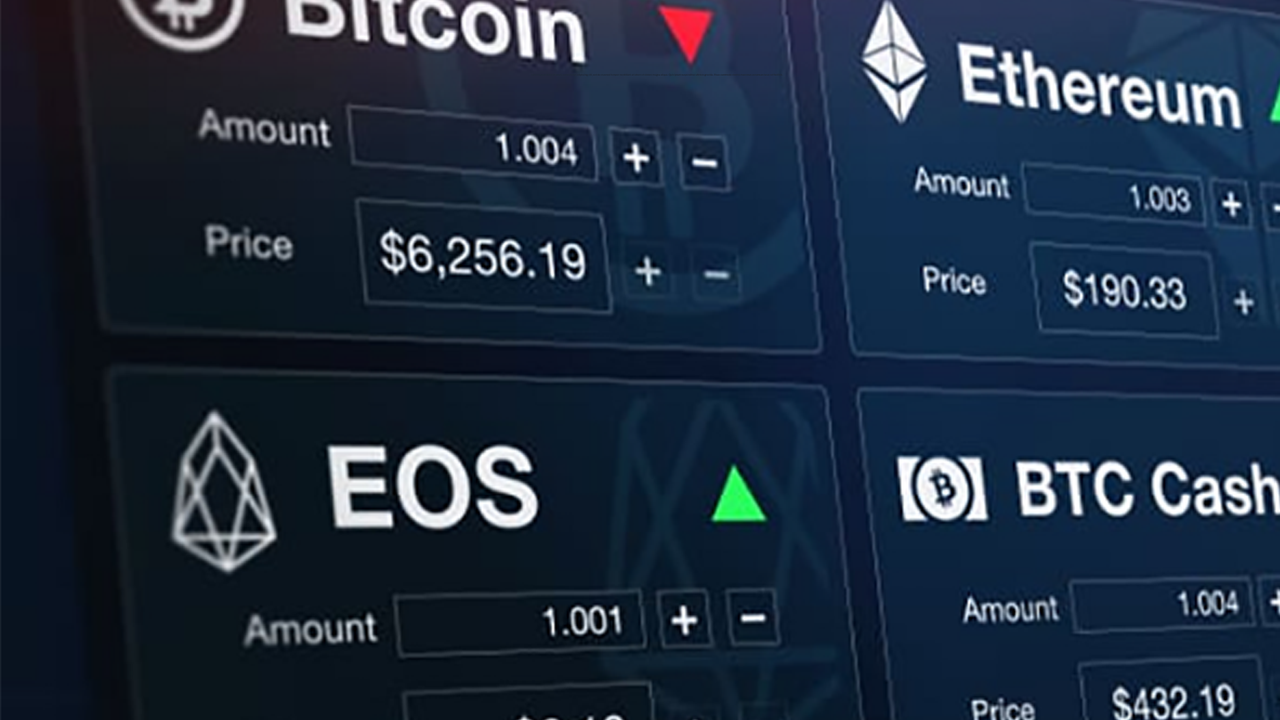 Bitcoin
Amount 1.004 + −
Price $6,256.19 + −
Ethereum
Amount 1.003 +
Price $190.33 +
EOS
Amount 1.001 + −
BTC Cash
Amount 1.004
Price $432.19